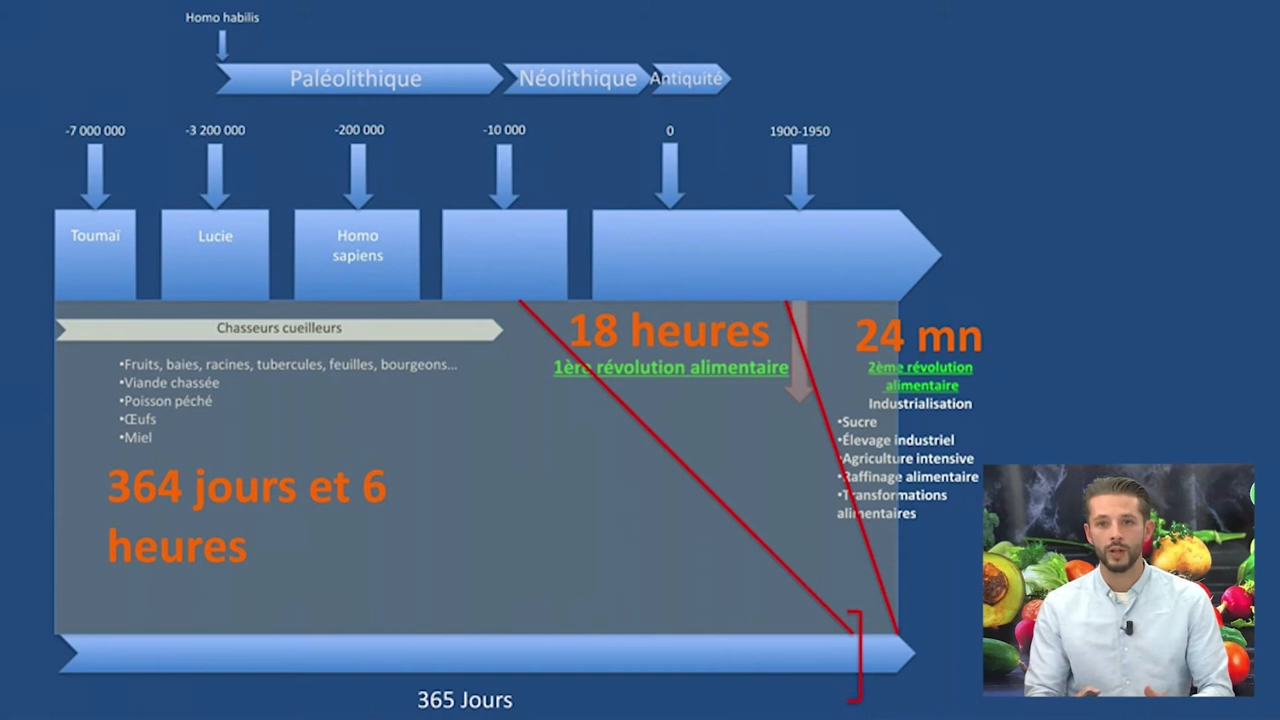 Homo habilis
Paléolithique
Néolithique
Antiquité
-7 000 000
-3 200 000
-200 000
-10 000
0
1900-1950
Toumaï
Lucie
Homo
sapiens
Chasseurs cueilleurs
•Fruits, baies, racines, tubercules, feuilles, bourgeons...
•Viande chassée
•Poisson péché
•Œufs
•Miel
364 jours et 6
heures
18 heures
1ère révolution alimentaire
24 mn
2ème révolution
alimentaire
Industrialisation
•Sucre
•Élevage industriel
•Agriculture intensive
•Raffinage alimentaire
•Transformations
alimentaires
365 Jours